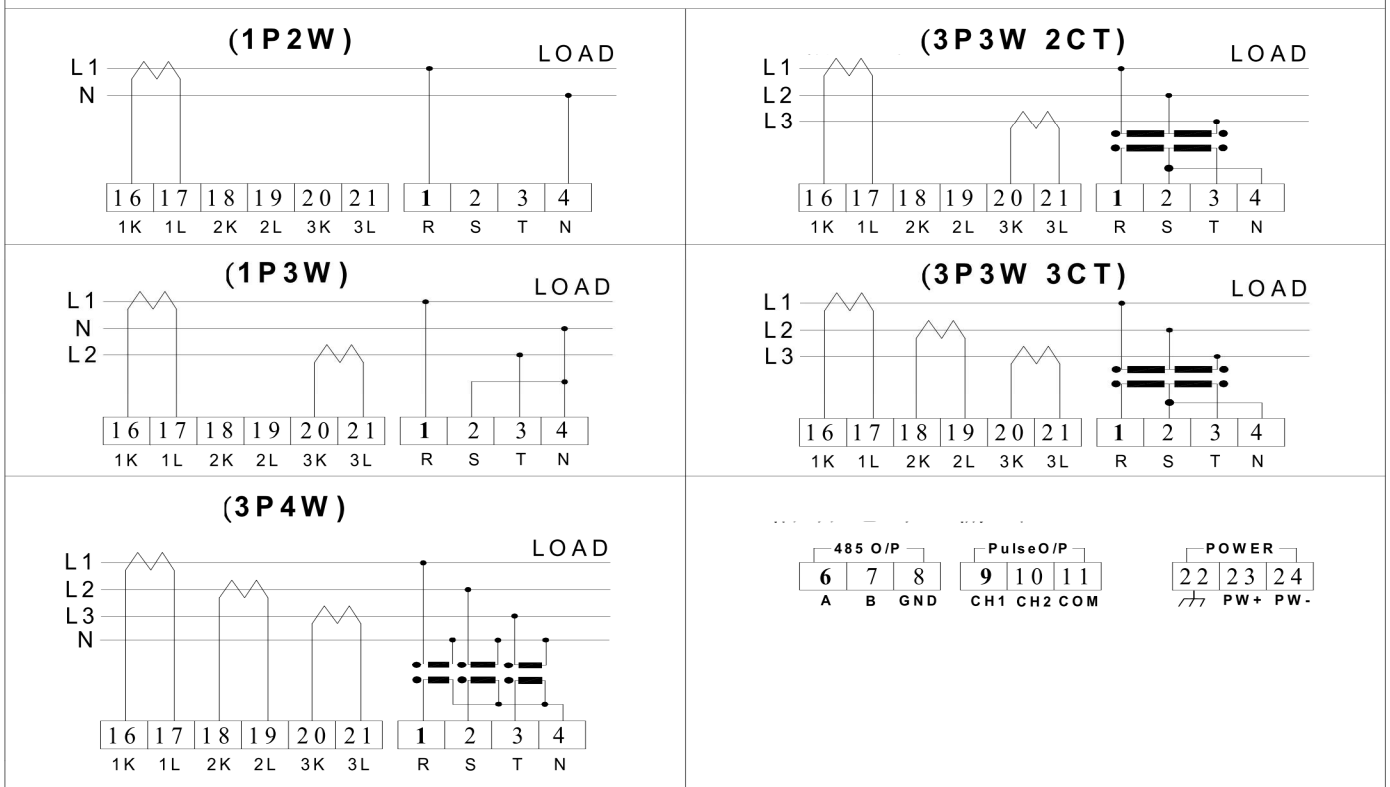 (1P2W)
LOAD
L1
N
16 17 18 19 20 21 1 2 3 4
1K 1L 2K 2L 3K 3L R S T N
(3P3W 2CT)
LOAD
L1
L2
L3
16 17 18 19 20 21 1 2 3 4
1K 1L 2K 2L 3K 3L R S T N
(1P3W)
LOAD
L1
N
L2
16 17 18 19 20 21 1 2 3 4
1K 1L 2K 2L 3K 3L R S T N
(3P3W 3CT)
LOAD
L1
L2
L3
16 17 18 19 20 21 1 2 3 4
1K 1L 2K 2L 3K 3L R S T N
(3P4W)
LOAD
L1
L2
L3
N
16 17 18 19 20 21 1 2 3 4
1K 1L 2K 2L 3K 3L R S T N
485 O/P PulseO/P POWER
6 7 8 9 10 11 22 23 24
A B GND CH1 CH2 COM PW+ PW-